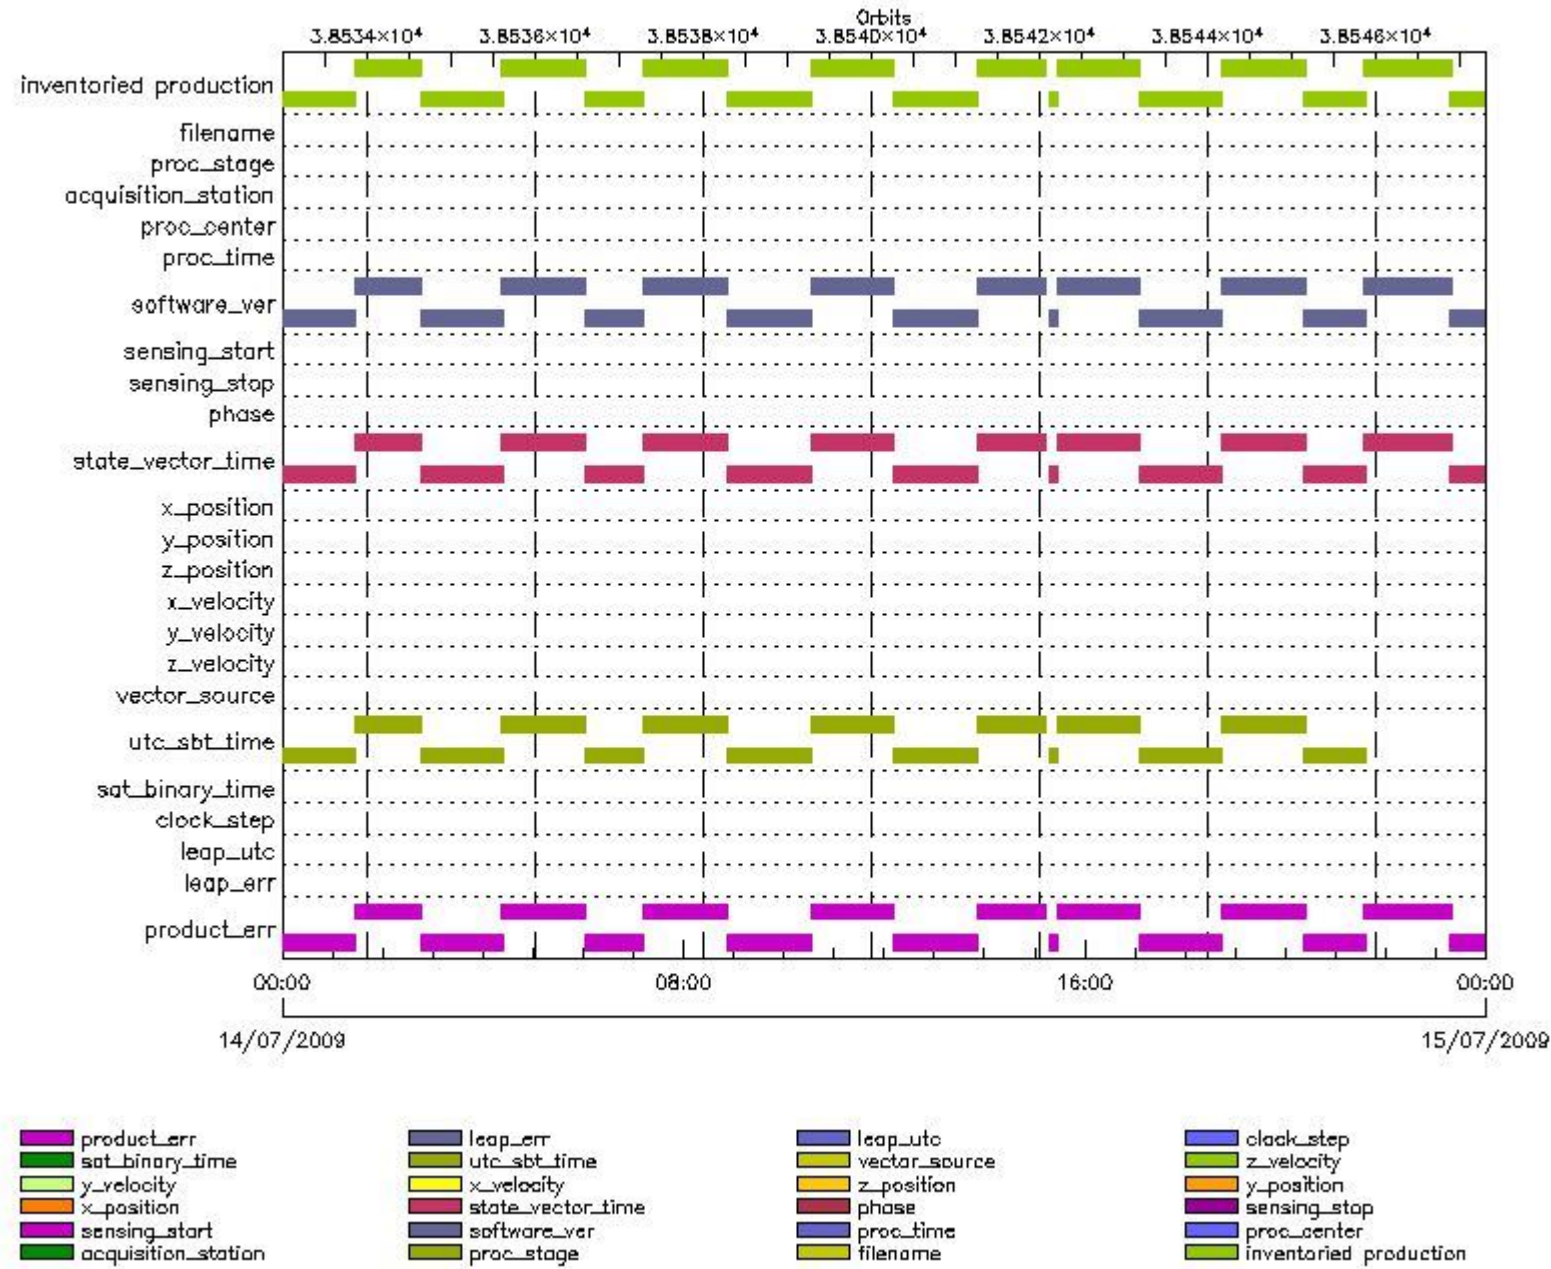 Orbits
3.8534×10⁴ 3.8536×10⁴ 3.8538×10⁴ 3.8540×10⁴ 3.8542×10⁴ 3.8544×10⁴ 3.8546×10⁴
inventoried production
filename
proc_stage
acquisition_station
proc_center
proc_time
software_ver
sensing_start
sensing_stop
phase
state_vector_time
x_position
y_position
z_position
x_velocity
y_velocity
z_velocity
vector_source
utc_sbt_time
sat_binary_time
clock_step
leap_utc
leap_err
product_err
00:00 08:00 16:00 00:00
14/07/2009 15/07/2009
product_err leap_err leap_utc clock_step
sat_binary_time utc_sbt_time vector_source z_velocity
y_velocity x_velocity z_position y_position
x_position state_vector_time phase sensing_stop
sensing_start software_ver proc_time proc_center
acquisition_station proc_stage filename inventoried production